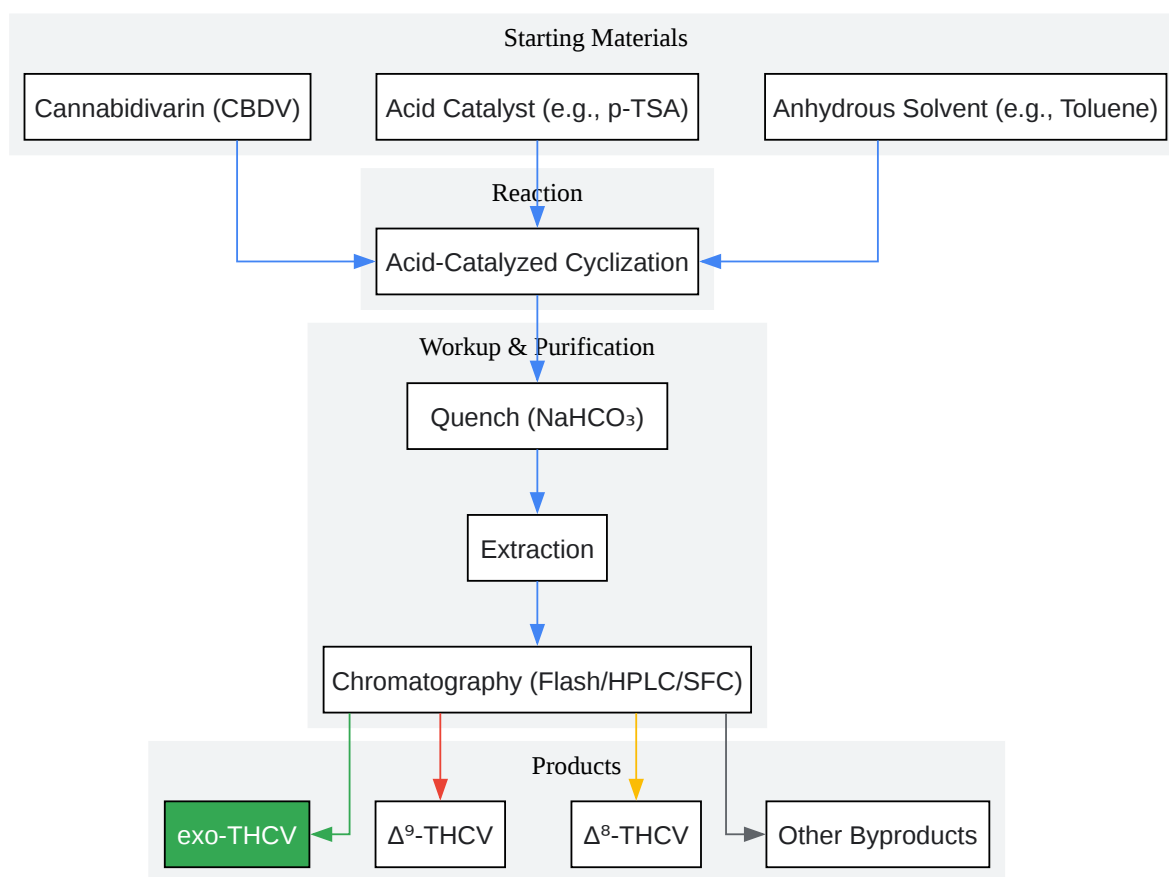 Starting Materials
Cannabidivarin (CBDV)
Acid Catalyst (e.g., p-TSA)
Anhydrous Solvent (e.g., Toluene)
Reaction
Acid-Catalyzed Cyclization
Workup & Purification
Quench (NaHCO₃)
Extraction
Chromatography (Flash/HPLC/SFC)
Products
exo-THCV
Δ⁹-THCV
Δ⁸-THCV
Other Byproducts